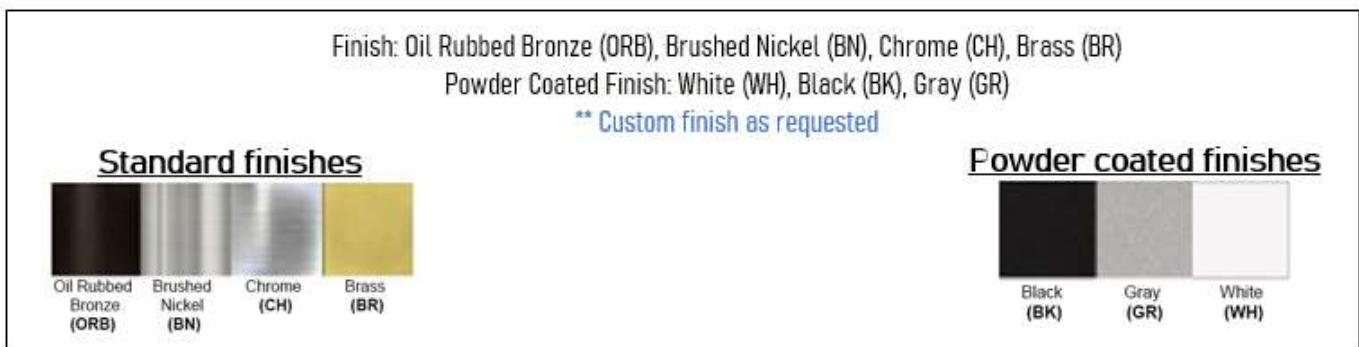 Finish: Oil Rubbed Bronze (ORB), Brushed Nickel (BN), Chrome (CH), Brass (BR)
Powder Coated Finish: White (WH), Black (BK), Gray (GR)
** Custom finish as requested
Standard finishes
Oil Rubbed
Bronze
(ORB)
Brushed
Nickel
(BN)
Chrome
(CH)
Brass
(BR)
Powder coated finishes
Black
(BK)
Gray
(GR)
White
(WH)